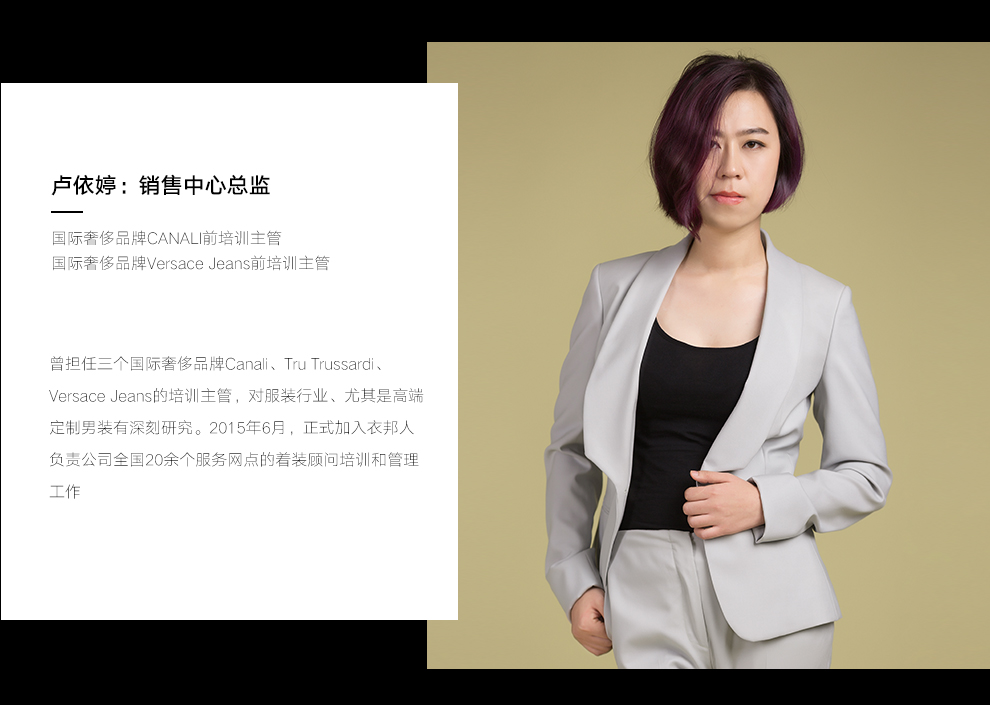 卢依婷：销售中心总监
国际奢侈品牌CANALI前培训主管
国际奢侈品牌Versace Jeans前培训主管
曾担任三个国际奢侈品牌Canali、Tru Trussardi、
Versace Jeans的培训主管，对服装行业、尤其是高端
定制男装有深刻研究。2015年6月，正式加入衣邦人
负责公司全国20余个服务网点的着装顾问培训和管理
工作